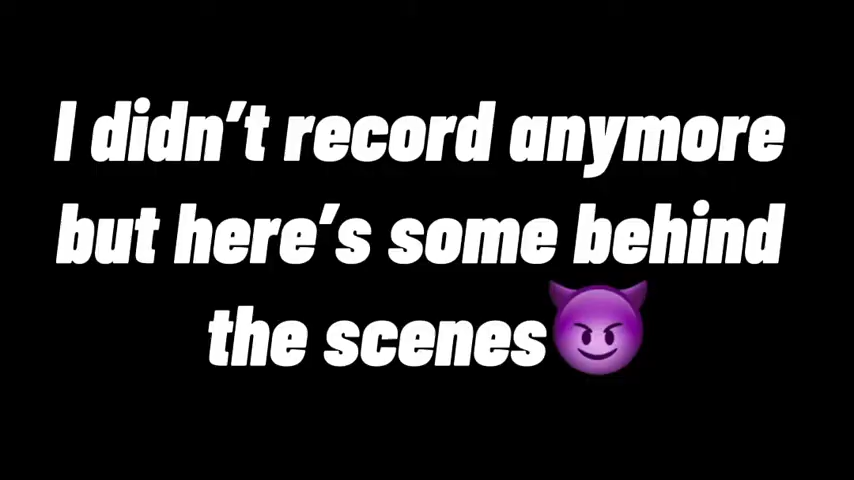 I didn’t record anymore
but here’s some behind
the scenes😈